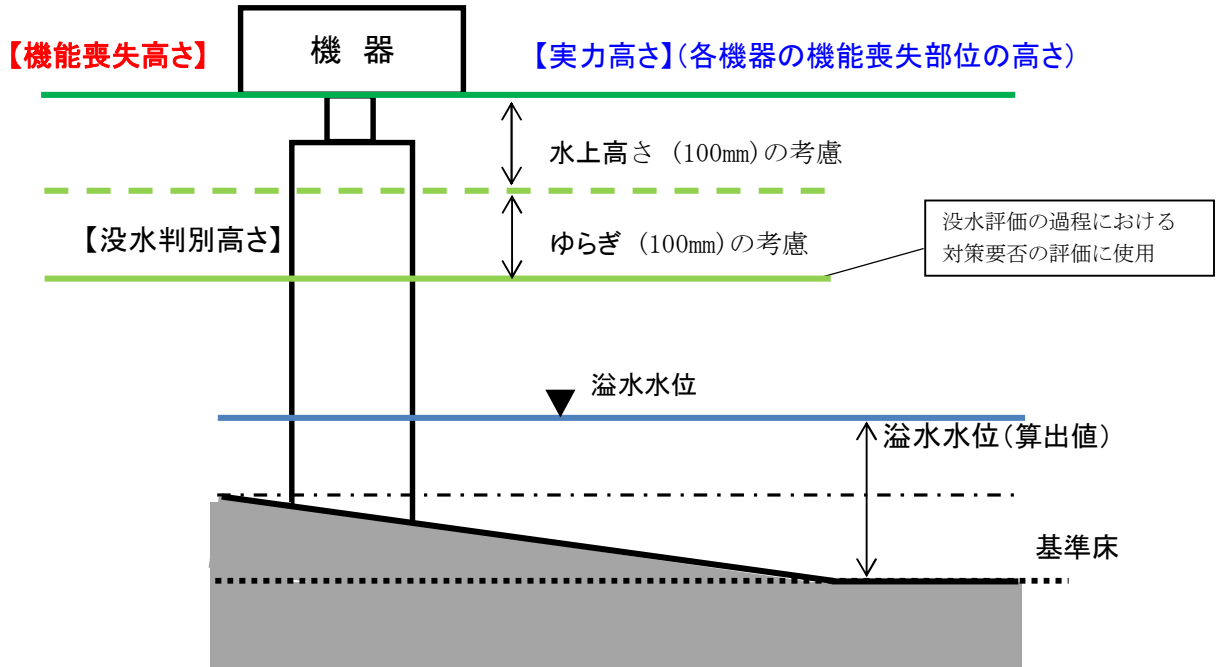 【機能喪失高さ】
機 器
【実力高さ】(各機器の機能喪失部位の高さ)
水上高さ (100mm)の考慮
【没水判別高さ】
ゆらぎ (100mm)の考慮
没水評価の過程における
対策要否の評価に使用
溢水水位
溢水水位(算出値)
基準床